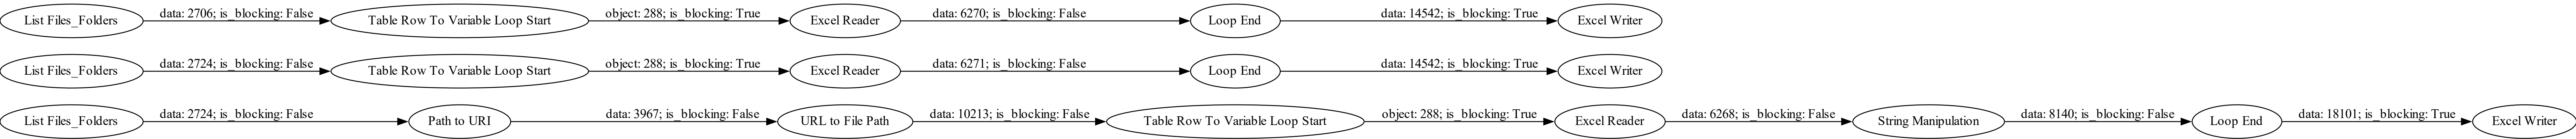 List Files_Folders data: 2706; is_blocking: False Table Row To Variable Loop Start object: 288; is_blocking: True Excel Reader data: 6270; is_blocking: False Loop End data: 14542; is_blocking: True Excel Writer
List Files_Folders data: 2724; is_blocking: False Table Row To Variable Loop Start object: 288; is_blocking: True Excel Reader data: 6271; is_blocking: False Loop End data: 14542; is_blocking: True Excel Writer
List Files_Folders data: 2724; is_blocking: False Path to URI data: 3967; is_blocking: False URL to File Path data: 10213; is_blocking: False Table Row To Variable Loop Start object: 288; is_blocking: True Excel Reader data: 6268; is_blocking: False String Manipulation data: 8140; is_blocking: False Loop End data: 18101; is_blocking: True Excel Writer